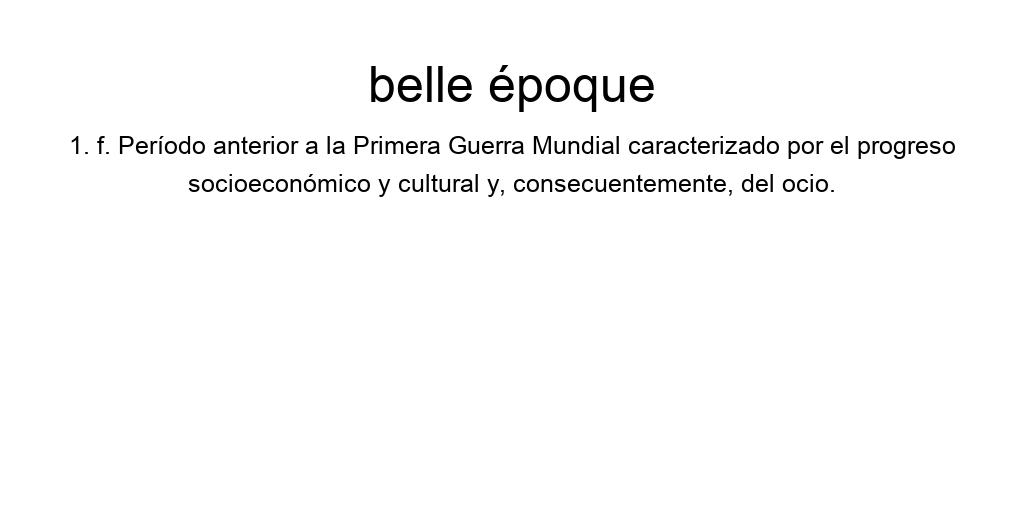 belle époque
1. f. Período anterior a la Primera Guerra Mundial caracterizado por el progreso
socioeconómico y cultural y, consecuentemente, del ocio.